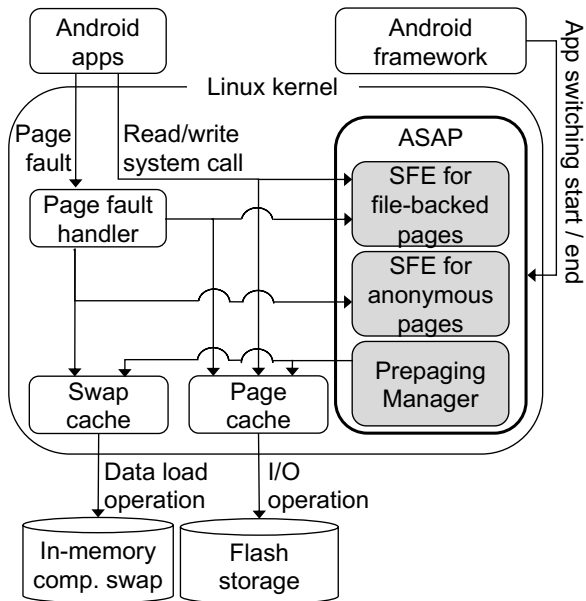 Android
apps
Android
framework
Linux kernel
App switching start / end
Page
fault
Read/write
system call
ASAP
SFE for
file-backed
pages
Page fault
handler
SFE for
anonymous
pages
Prepaging
Manager
Swap
cache
Page
cache
Data load
operation
I/O
operation
In-memory
comp. swap
Flash
storage